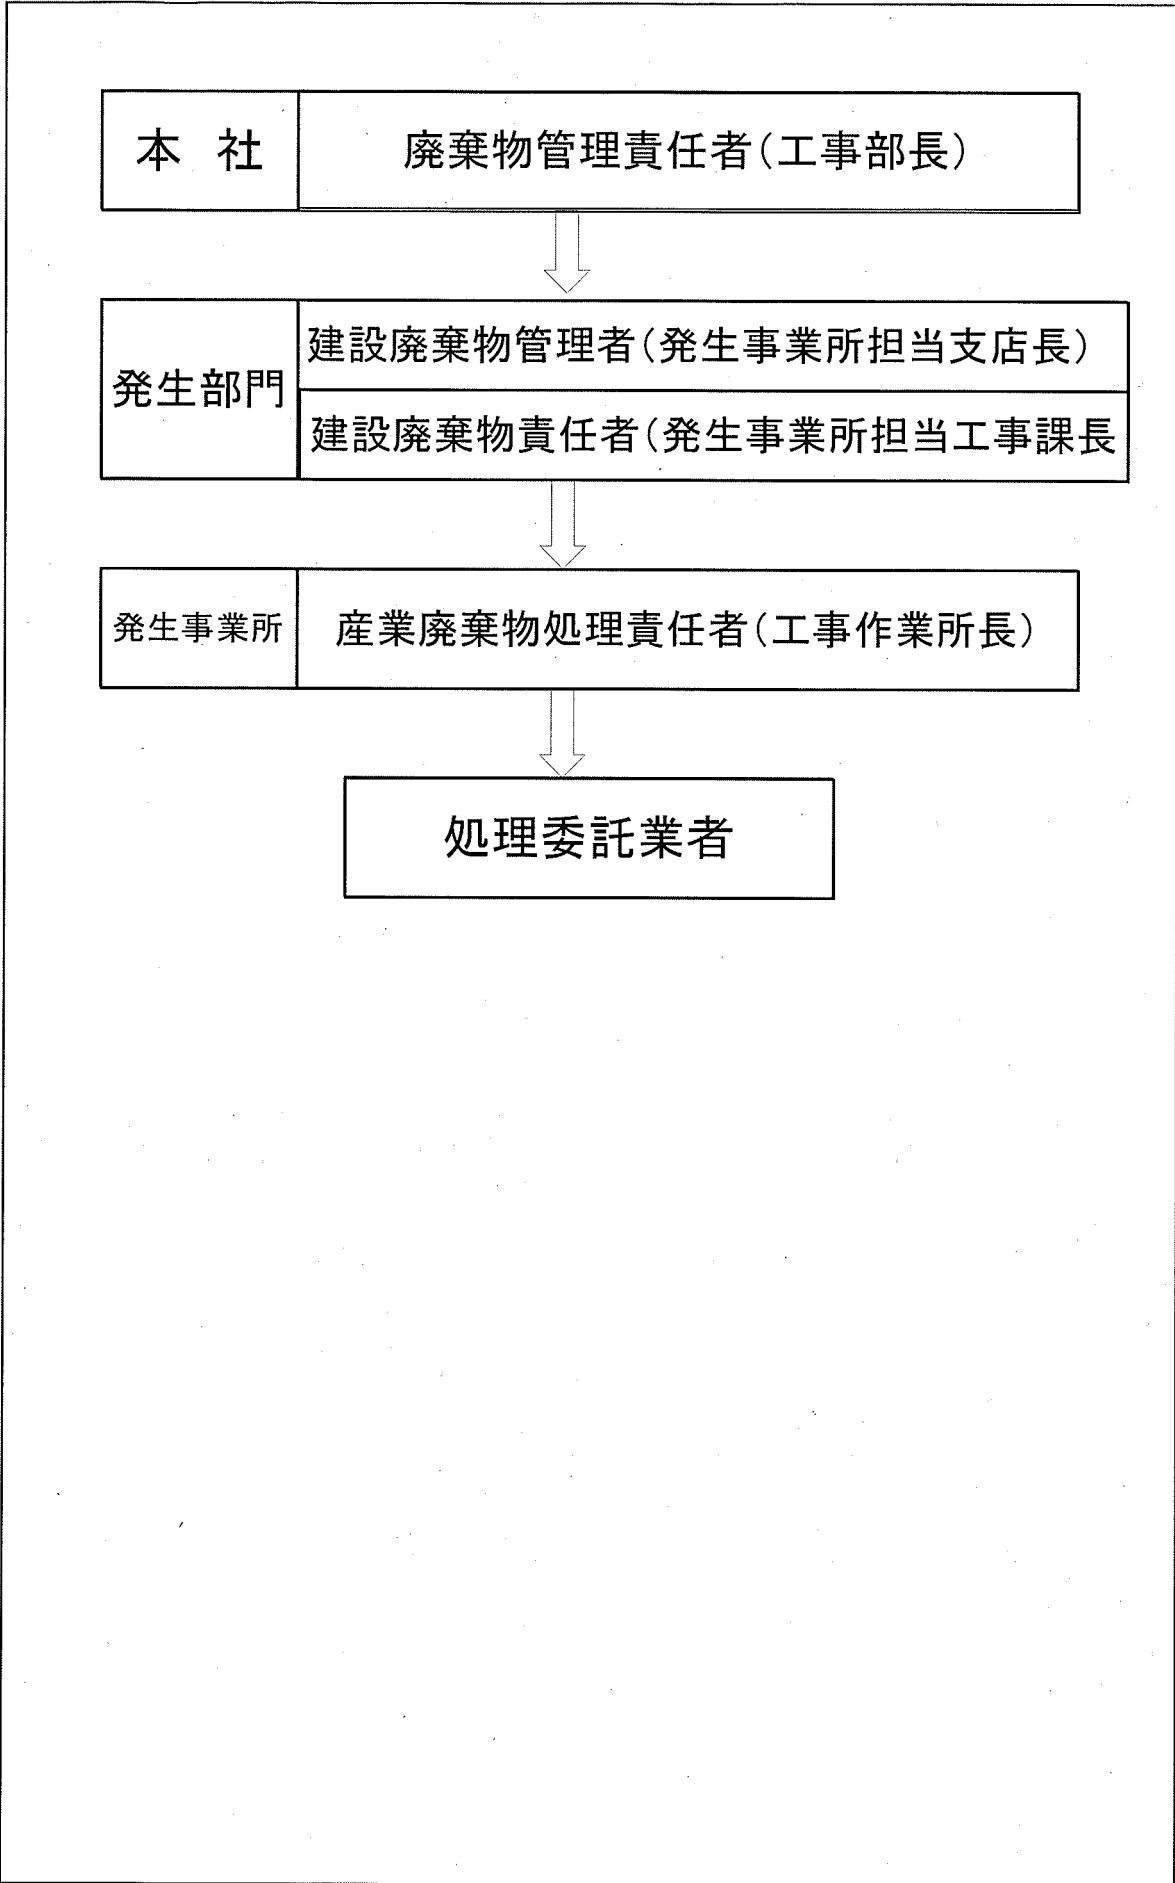 本 社
廃棄物管理責任者(工事部長)
発生部門
建設廃棄物管理者(発生事業所担当支店長)
建設廃棄物責任者(発生事業所担当工事課長
発生事業所
産業廃棄物処理責任者(工事作業所長)
処理委託業者